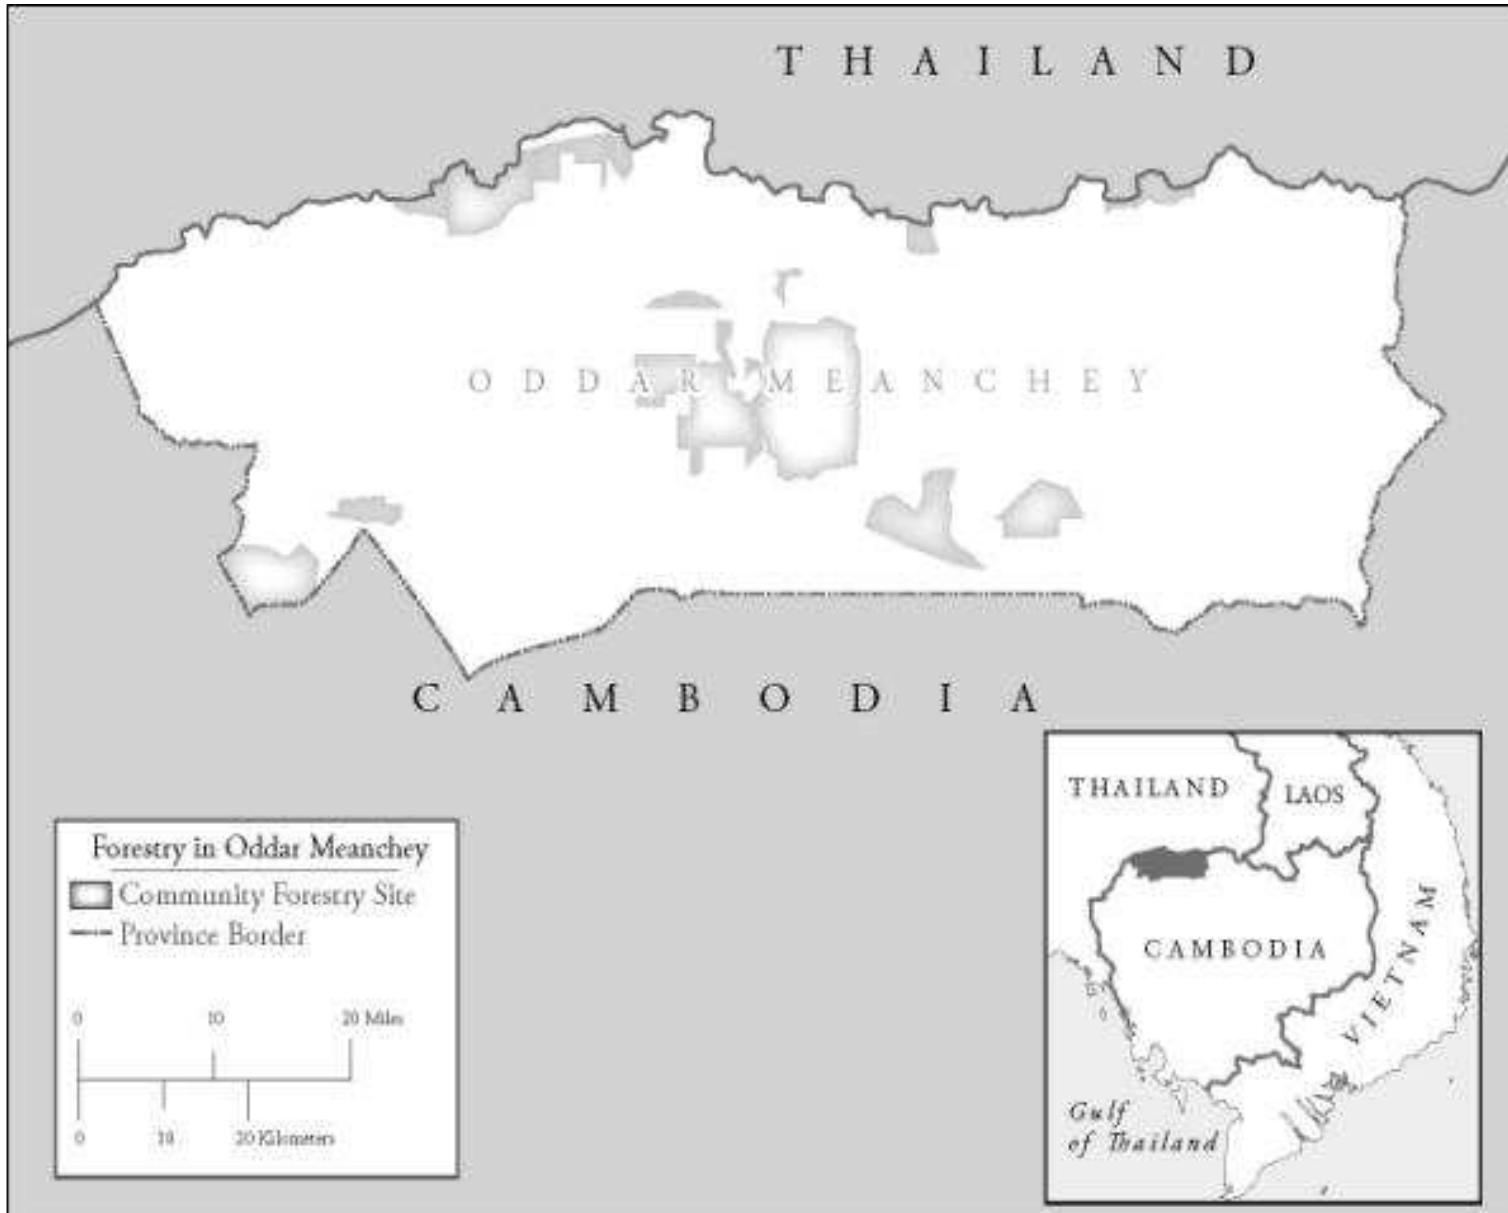 THAILAND
ODDAR MEANCHEY
CAMBODIA
Forestry in Oddar Meanchey
Community Forestry Site
Province Border
0 10 20 Miles
0 10 20 Kilometers
THAILAND
LAOS
CAMBODIA
VIETNAM
Gulf
of Thailand